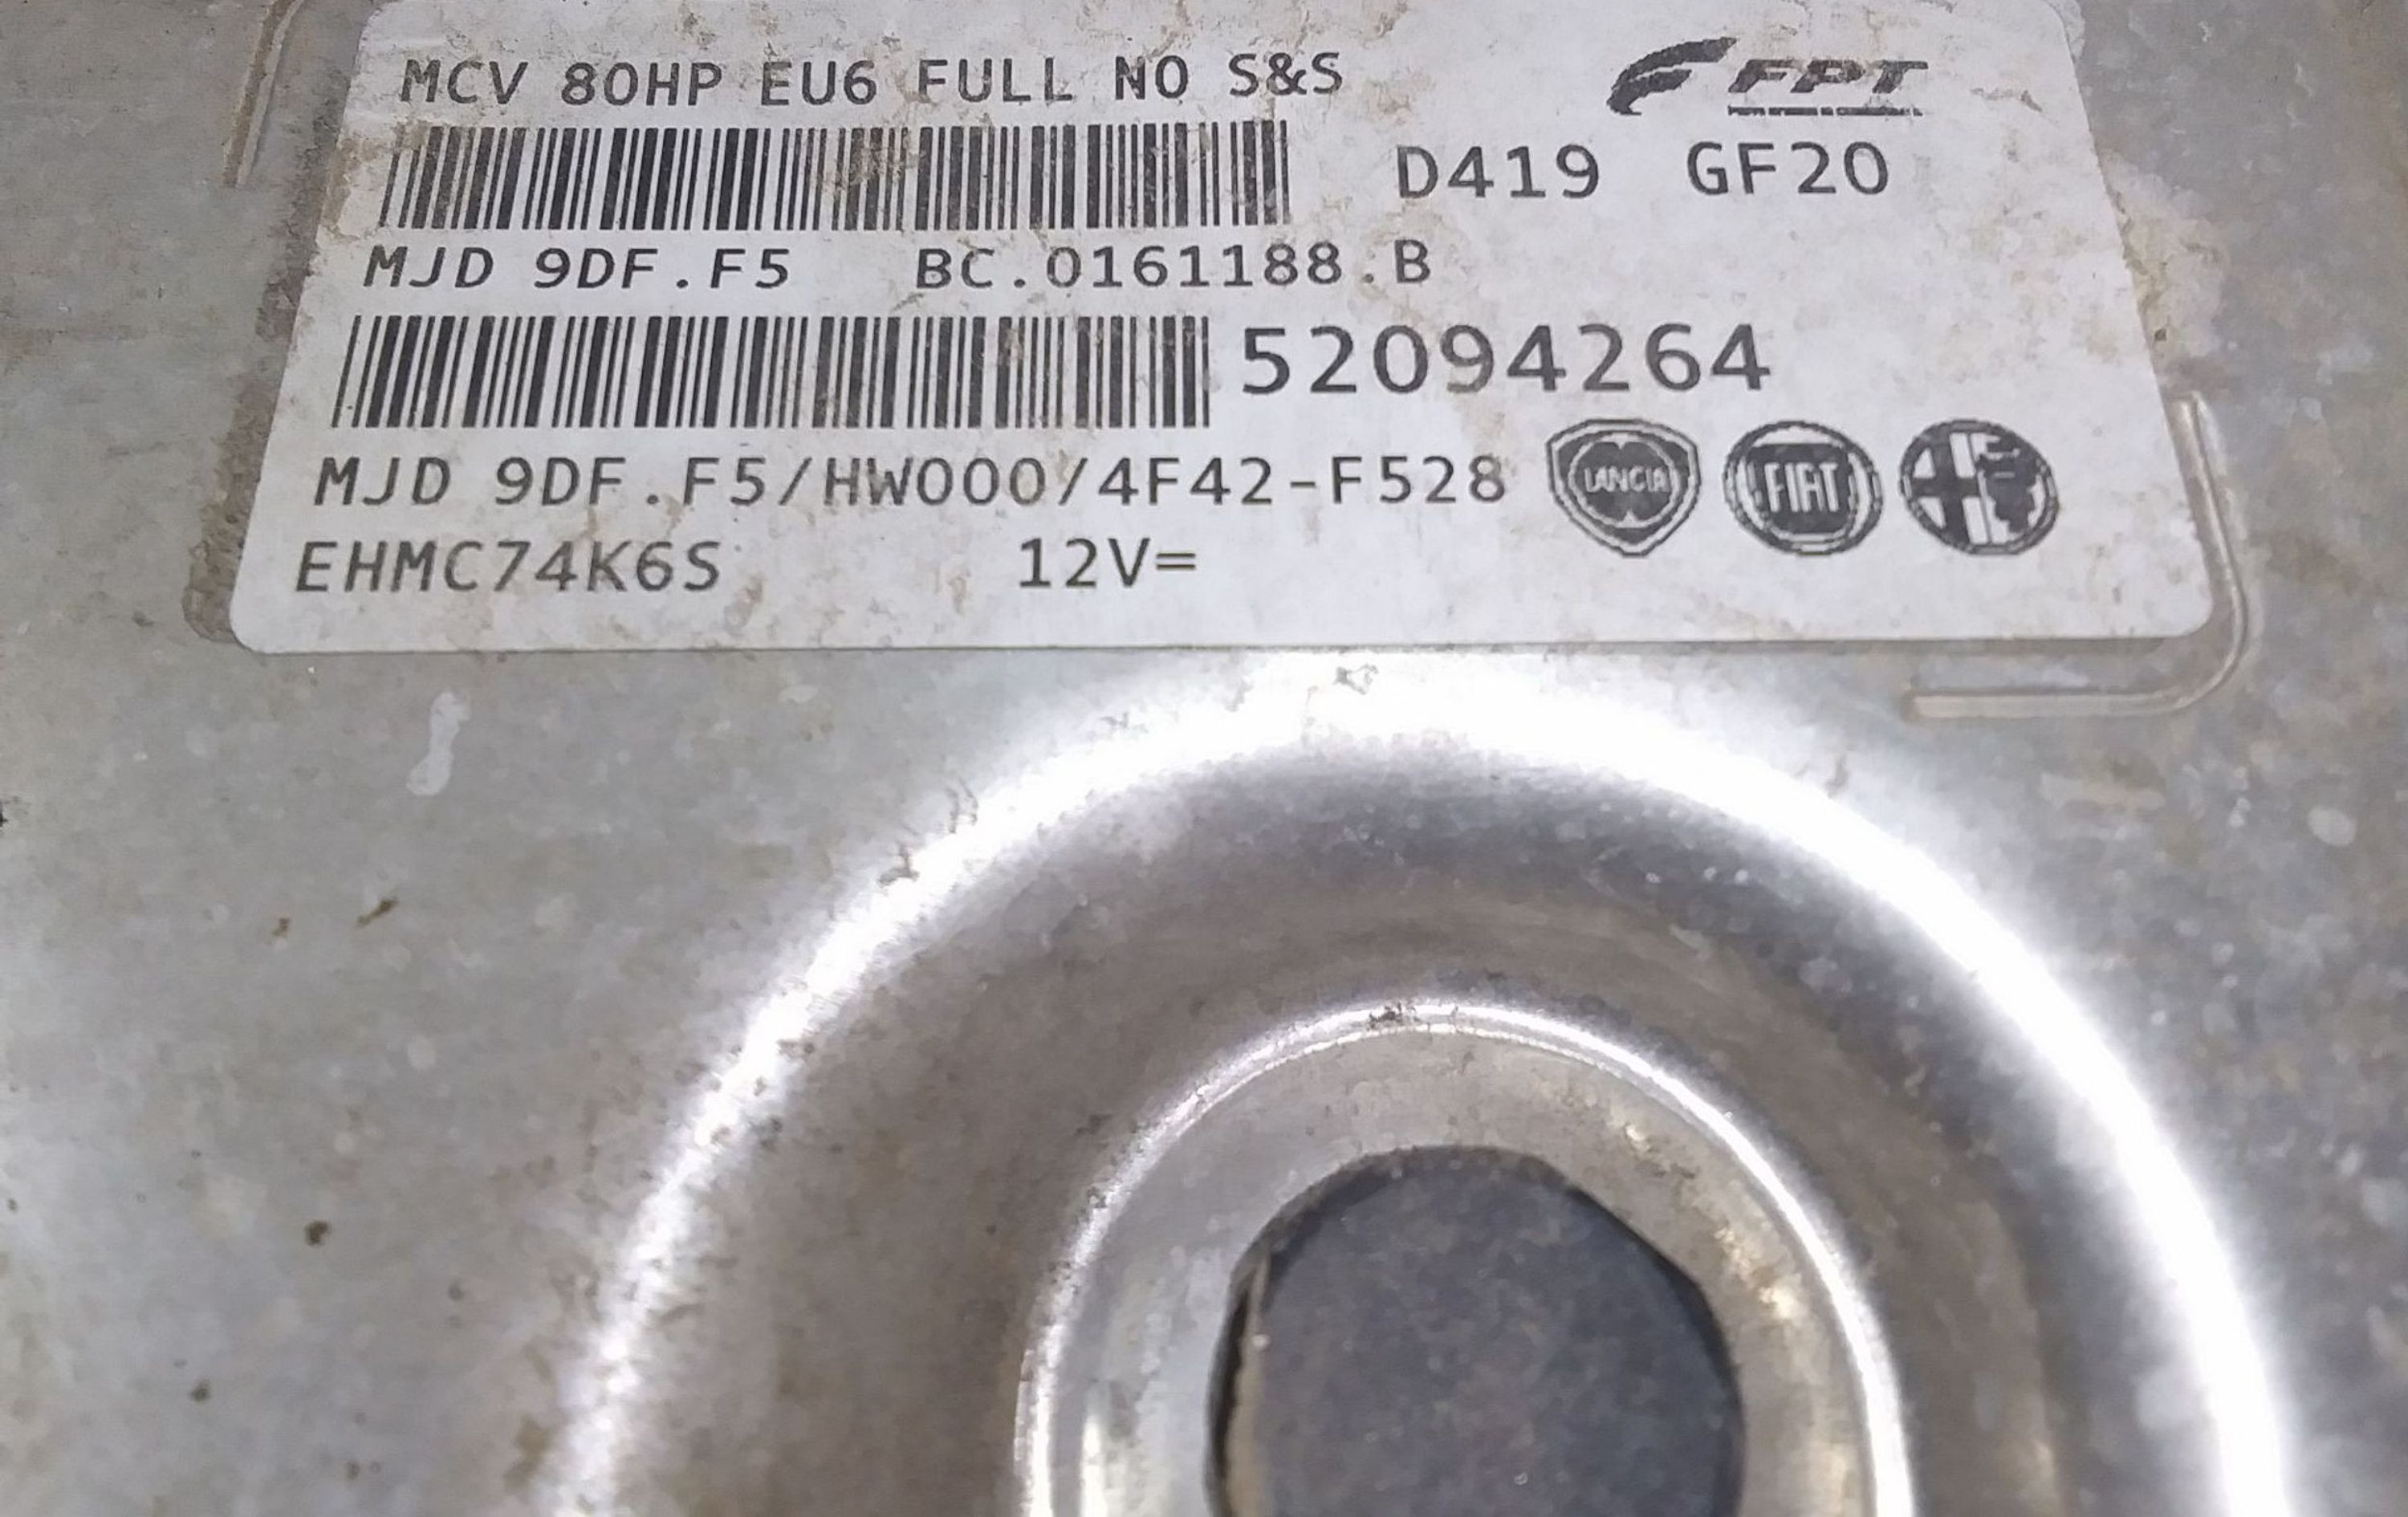 MCV 80HP EU6 FULL NO S&S
FPT
D419 GF20
MJD 9DF.F5 BC.0161188.B
52094264
MJD 9DF.F5/HW000/4F42-F528
LANCIA
FIAT
EHMC74K6S 12V=